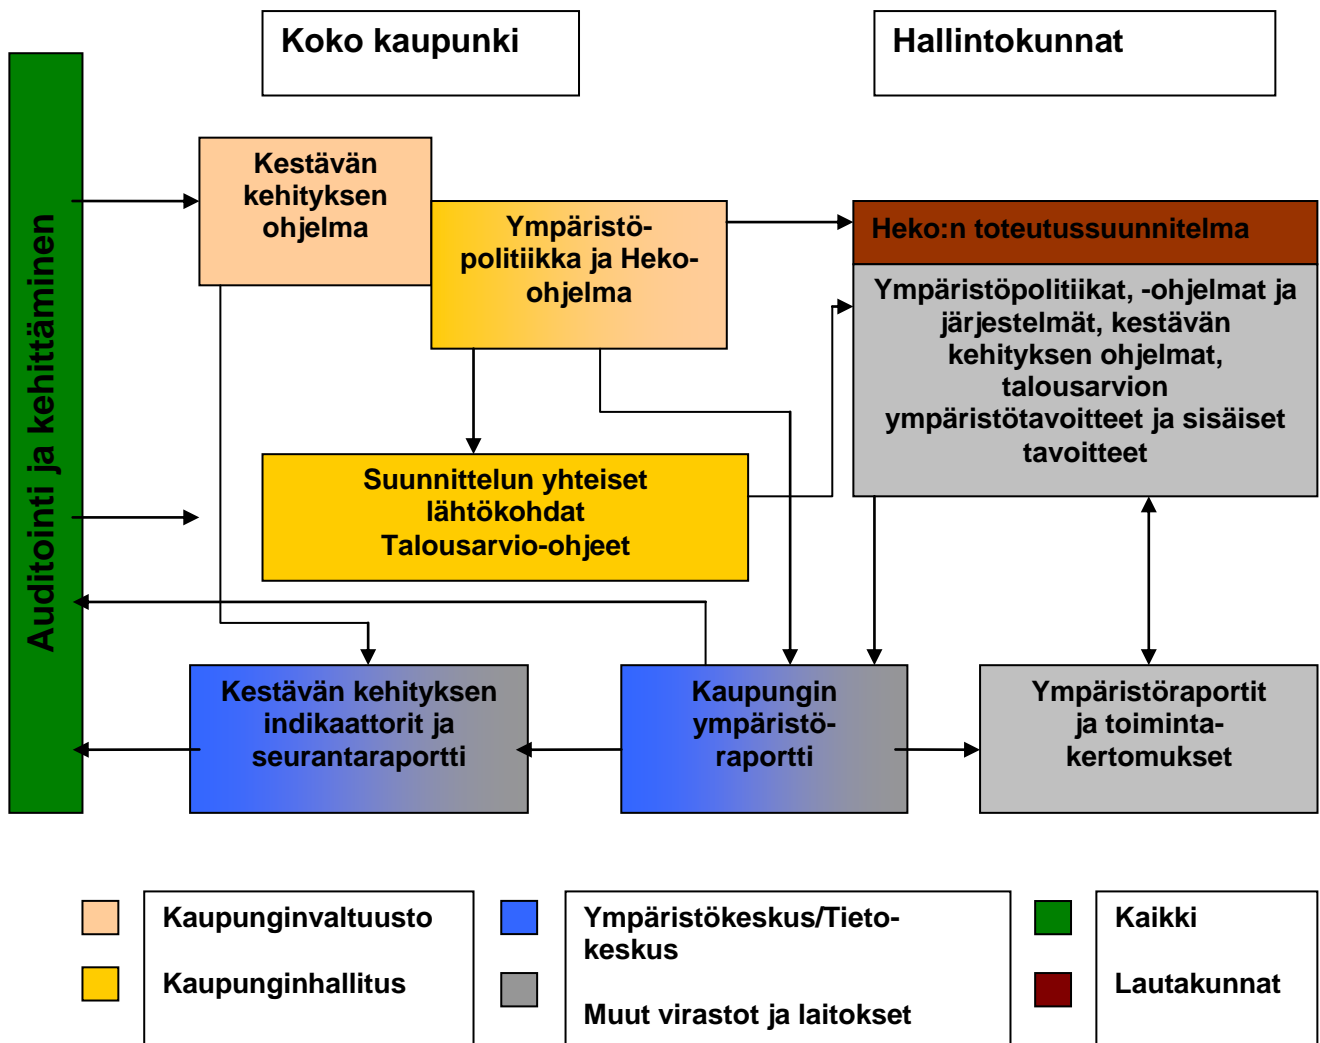 Koko kaupunki
Hallintokunnat
Auditointi ja kehittäminen
Kestävän
kehityksen
ohjelma
Ympäristö-
politiikka ja Heko-
ohjelma
Heko:n toteutussuunnitelma
Ympäristöpolitiikat, -ohjelmat ja
järjestelmät, kestävän
kehityksen ohjelmat,
talousarvion
ympäristötavoitteet ja sisäiset
tavoitteet
Suunnittelun yhteiset
lähtökohdat
Talousarvio-ohjeet
Kestävän kehityksen
indikaattorit ja
seurantaraportti
Kaupungin
ympäristö-
raportti
Ympäristöraportit
ja toiminta-
kertomukset
Kaupunginvaltuusto
Kaupunginhallitus
Ympäristökeskus/Tieto-
keskus
Muut virastot ja laitokset
Kaikki
Lautakunnat